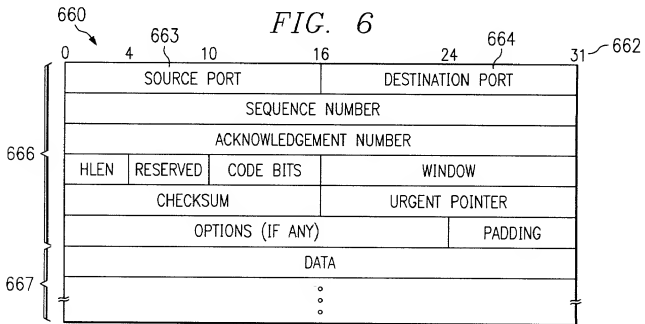 FIG. 6
660
663
664
0 4 10 16 24 31
662
SOURCE PORT DESTINATION PORT
SEQUENCE NUMBER
ACKNOWLEDGEMENT NUMBER
666
HLEN RESERVED CODE BITS WINDOW
CHECKSUM URGENT POINTER
OPTIONS (IF ANY) PADDING
DATA
667